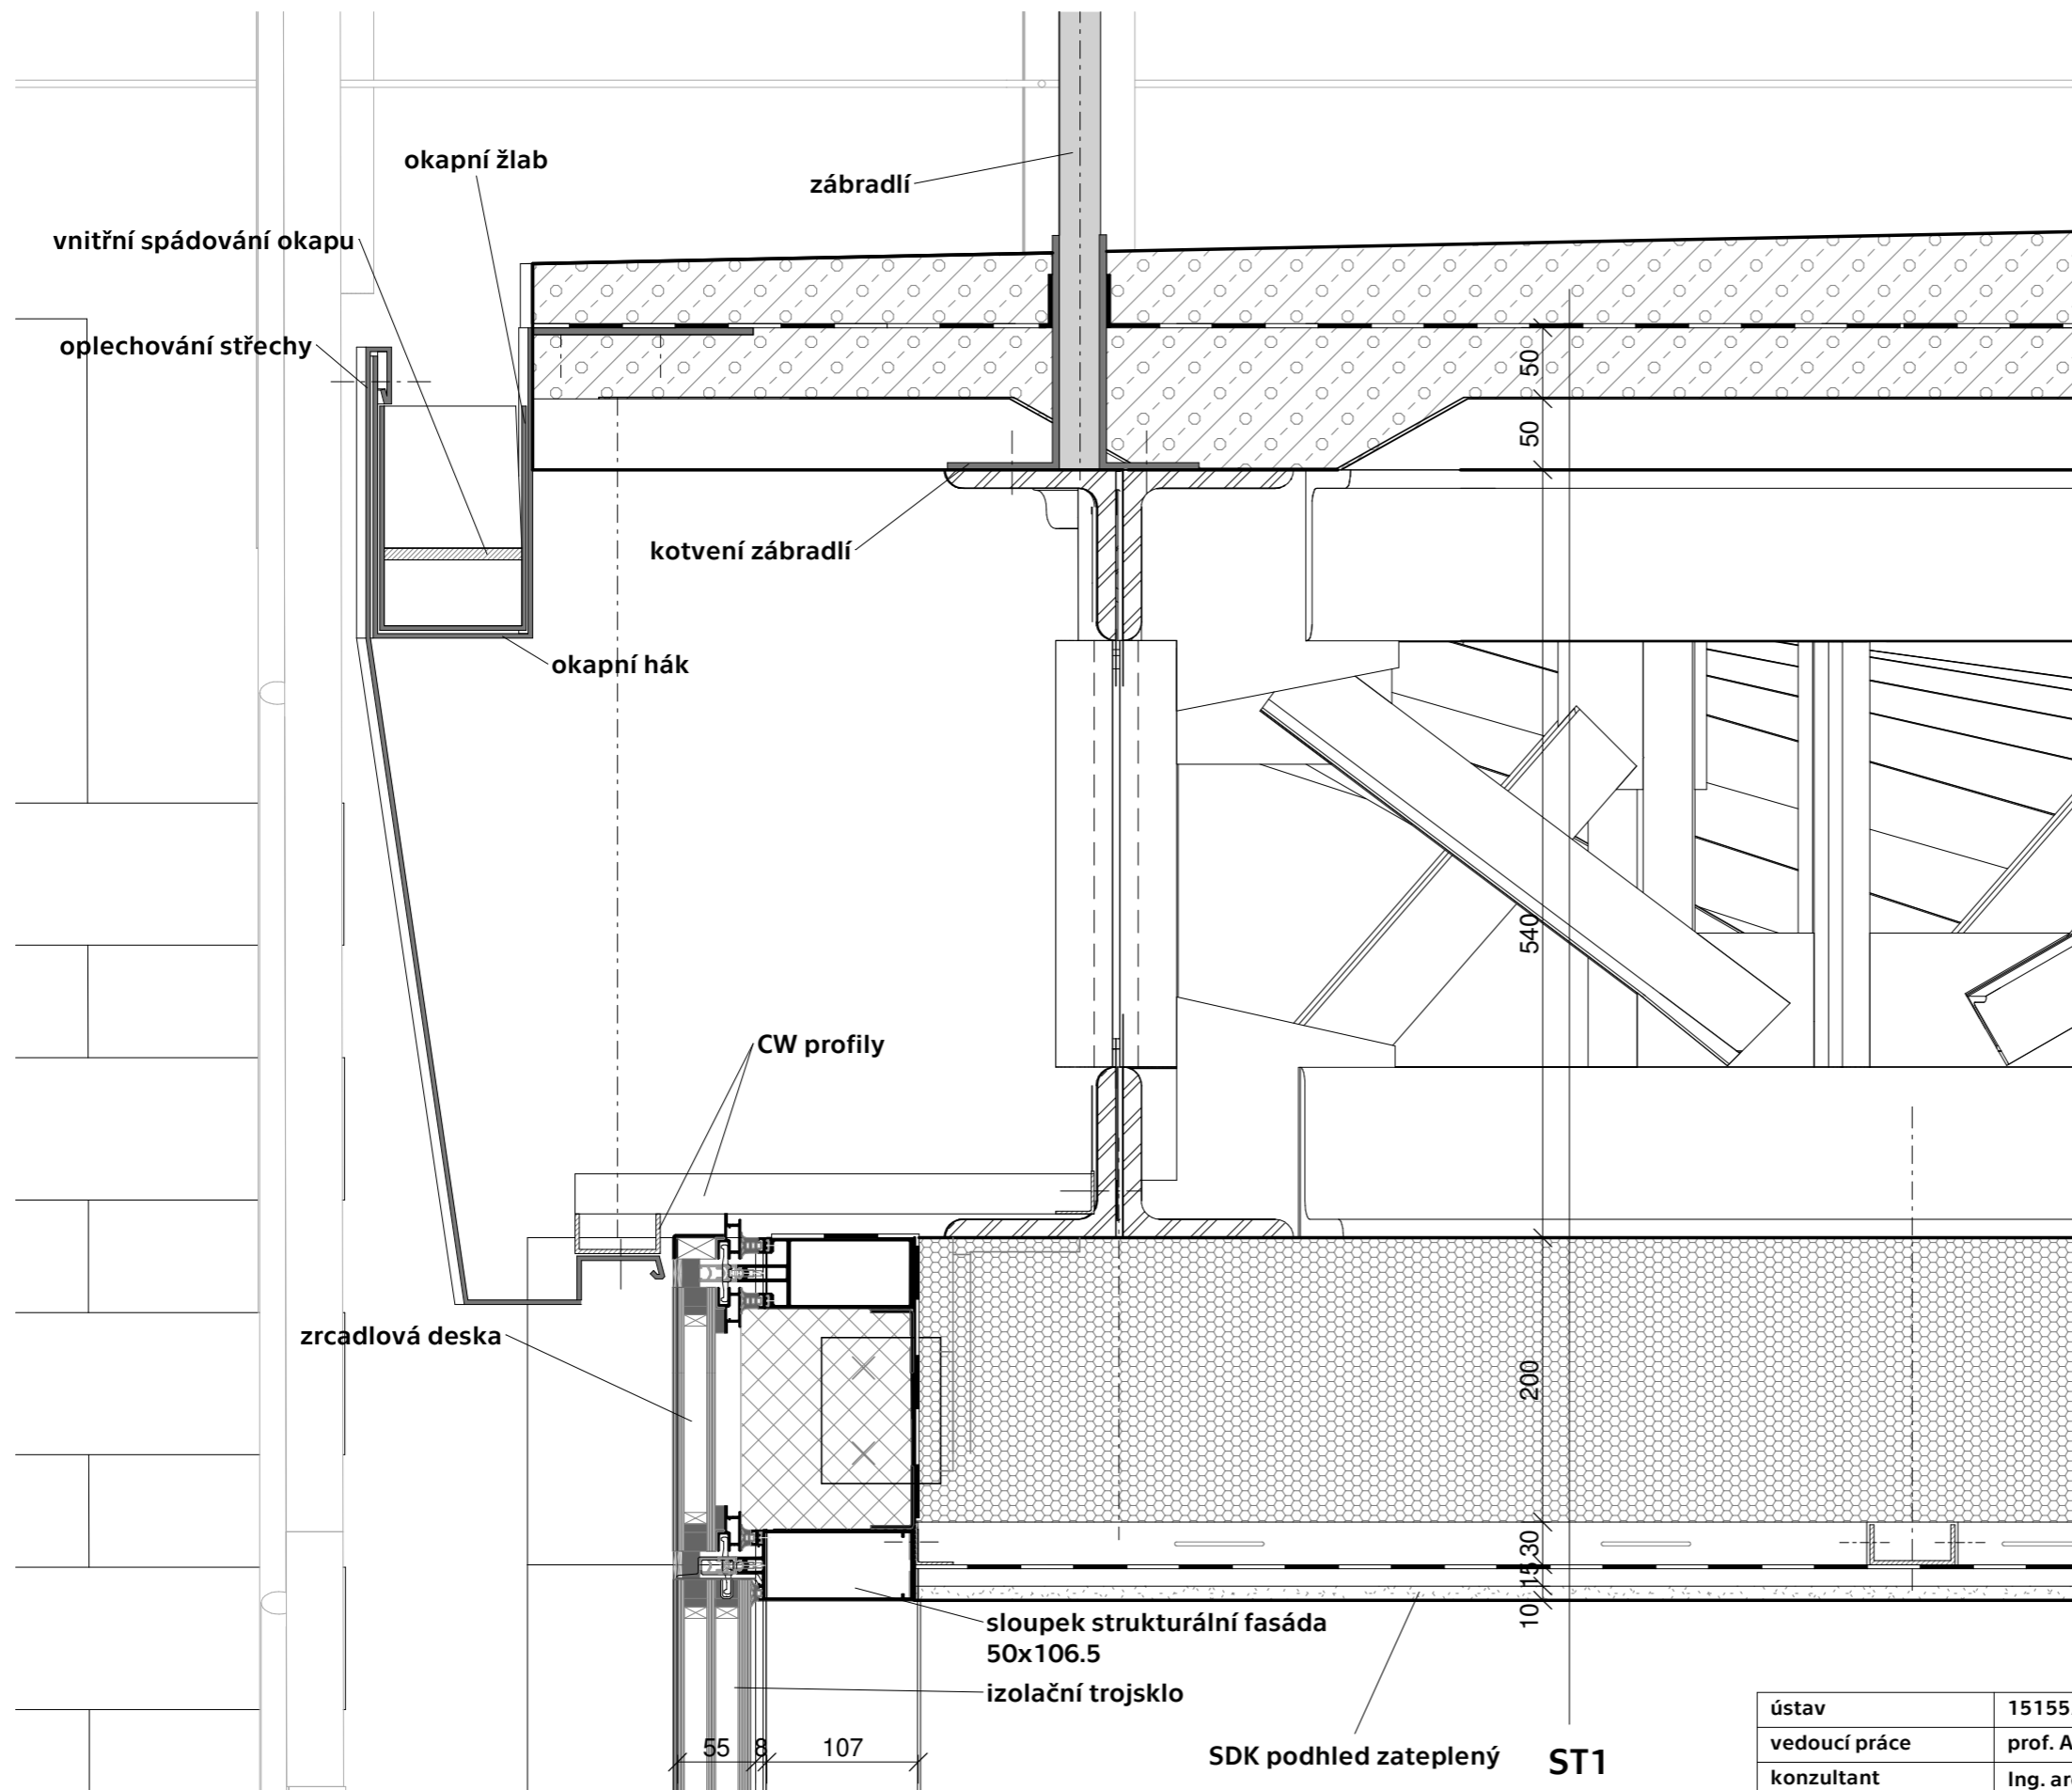 okapní žlab
zábradlí
vnitřní spádování okapu
oplechování střechy
50
50
kotvení zábradlí
okapní hák
540
CW profily
zrcadlová deska
200
30
15
10
sloupek strukturální fasáda
50x106.5
izolační trojsklo
55 8 107
SDK podhled zateplený
ST1
ústav 15155
vedoucí práce prof. A
konzultant Ing. ar